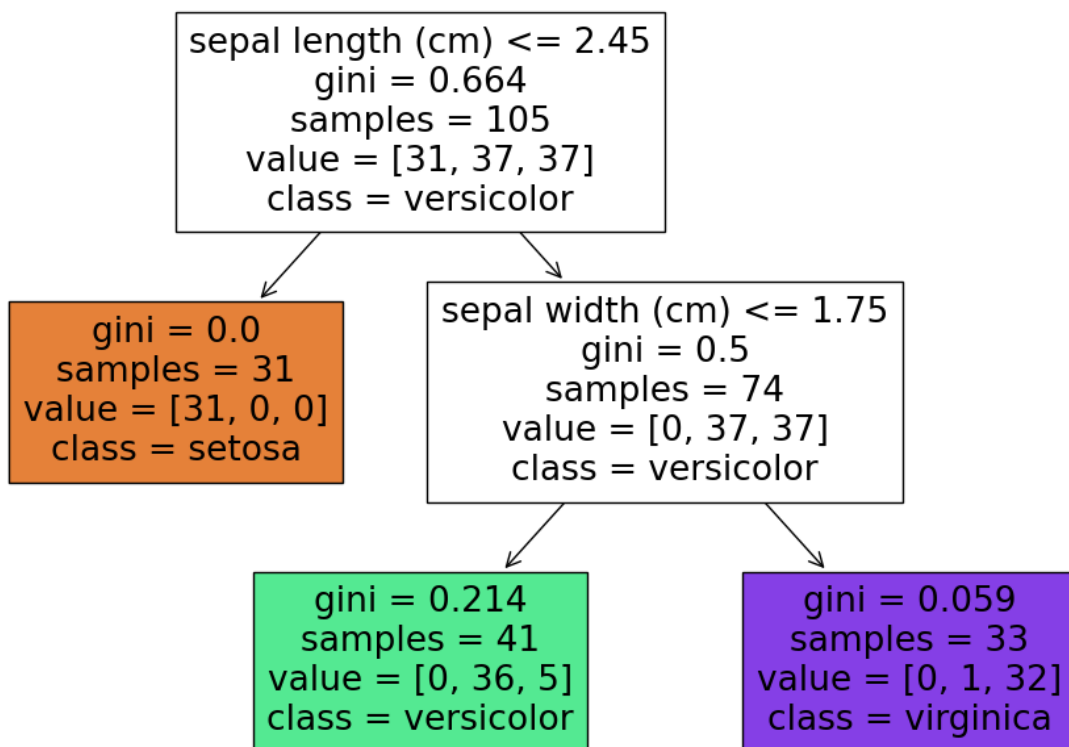 sepal length (cm) <= 2.45
gini = 0.664
samples = 105
value = [31, 37, 37]
class = versicolor
gini = 0.0
samples = 31
value = [31, 0, 0]
class = setosa
sepal width (cm) <= 1.75
gini = 0.5
samples = 74
value = [0, 37, 37]
class = versicolor
gini = 0.214
samples = 41
value = [0, 36, 5]
class = versicolor
gini = 0.059
samples = 33
value = [0, 1, 32]
class = virginica